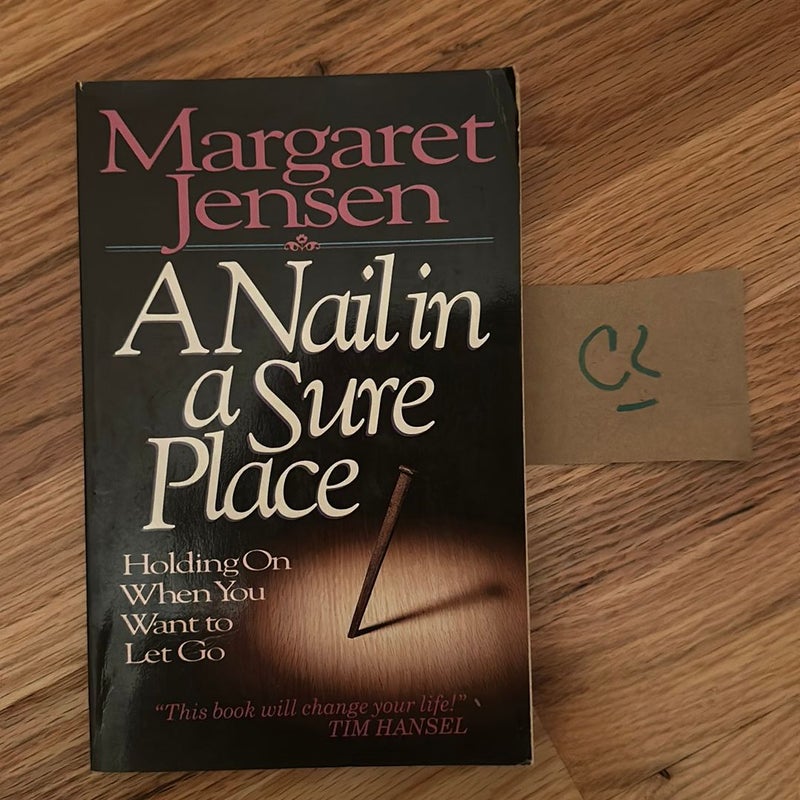 Margaret
Jensen
A Nail in
a Sure
Place
Holding On
When You
Want to
Let Go
"This book will change your life!"
TIM HANSEL